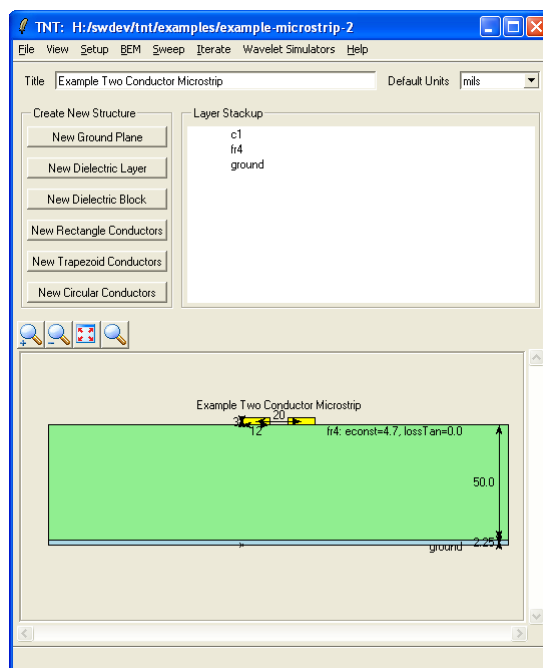 TNT: H:/swdev/tnt/examples/example-microstrip-2
File View Setup BEM Sweep Iterate Wavelet Simulators Help
Title Example Two Conductor Microstrip Default Units mils
Create New Structure
New Ground Plane
New Dielectric Layer
New Dielectric Block
New Rectangle Conductors
New Trapezoid Conductors
New Circular Conductors
Layer Stackup
c1
fr4
ground
Example Two Conductor Microstrip
3 20
12 fr4: econst=4.7, lossTan=0.0
50.0
ground 2.25